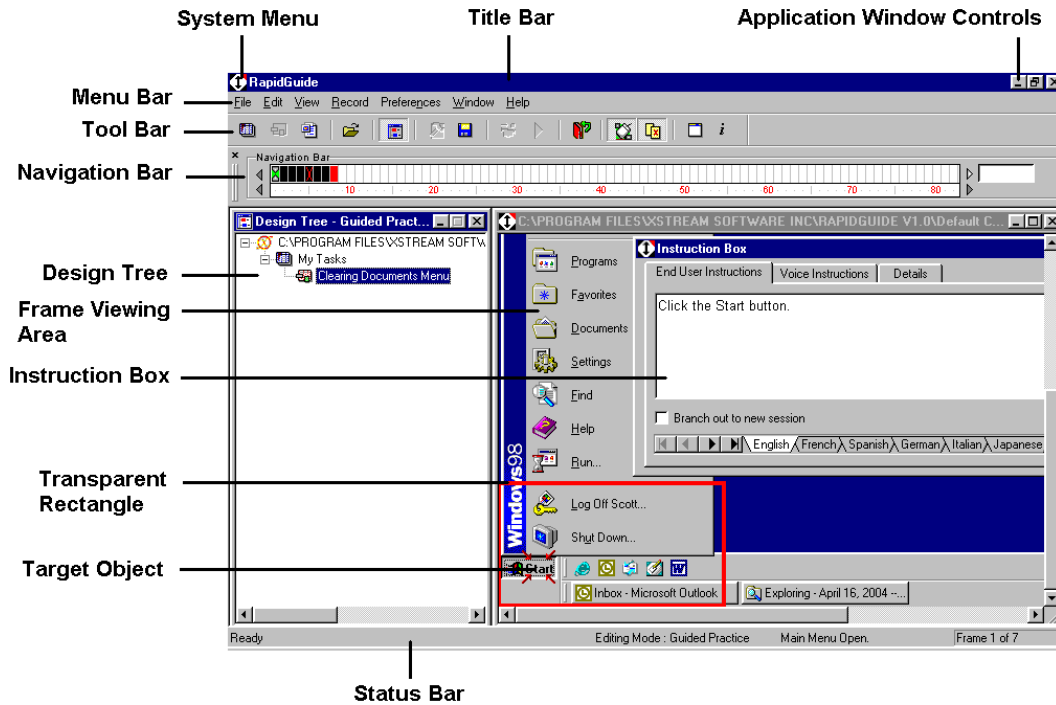 System Menu
Title Bar
Application Window Controls
RapidGuide
Menu Bar
File Edit View Record Preferences Window Help
Tool Bar
Navigation Bar
Navigation Bar
10 20 30 40 50 60 70 80
Design Tree - Guided Pract...
C:\PROGRAM FILES\XSTREAM SOFTWARE INC\RAPIDGUIDE V1.0\Default C...
C:\PROGRAM FILES\XSTREAM SOFTW
My Tasks
Clearing Documents Menu
Design Tree
Frame Viewing
Area
Instruction Box
Transparent
Rectangle
Target Object
Windows98
Programs
Favorites
Documents
Settings
Find
Help
Run...
Log Off Scott...
Shut Down...
Instruction Box
End User Instructions Voice Instructions Details
Click the Start button.
Branch out to new session
English French Spanish German Italian Japanese
Start
Inbox - Microsoft Outlook Exploring - April 16, 2004 --...
Ready Editing Mode : Guided Practice Main Menu Open. Frame 1 of 7
Status Bar